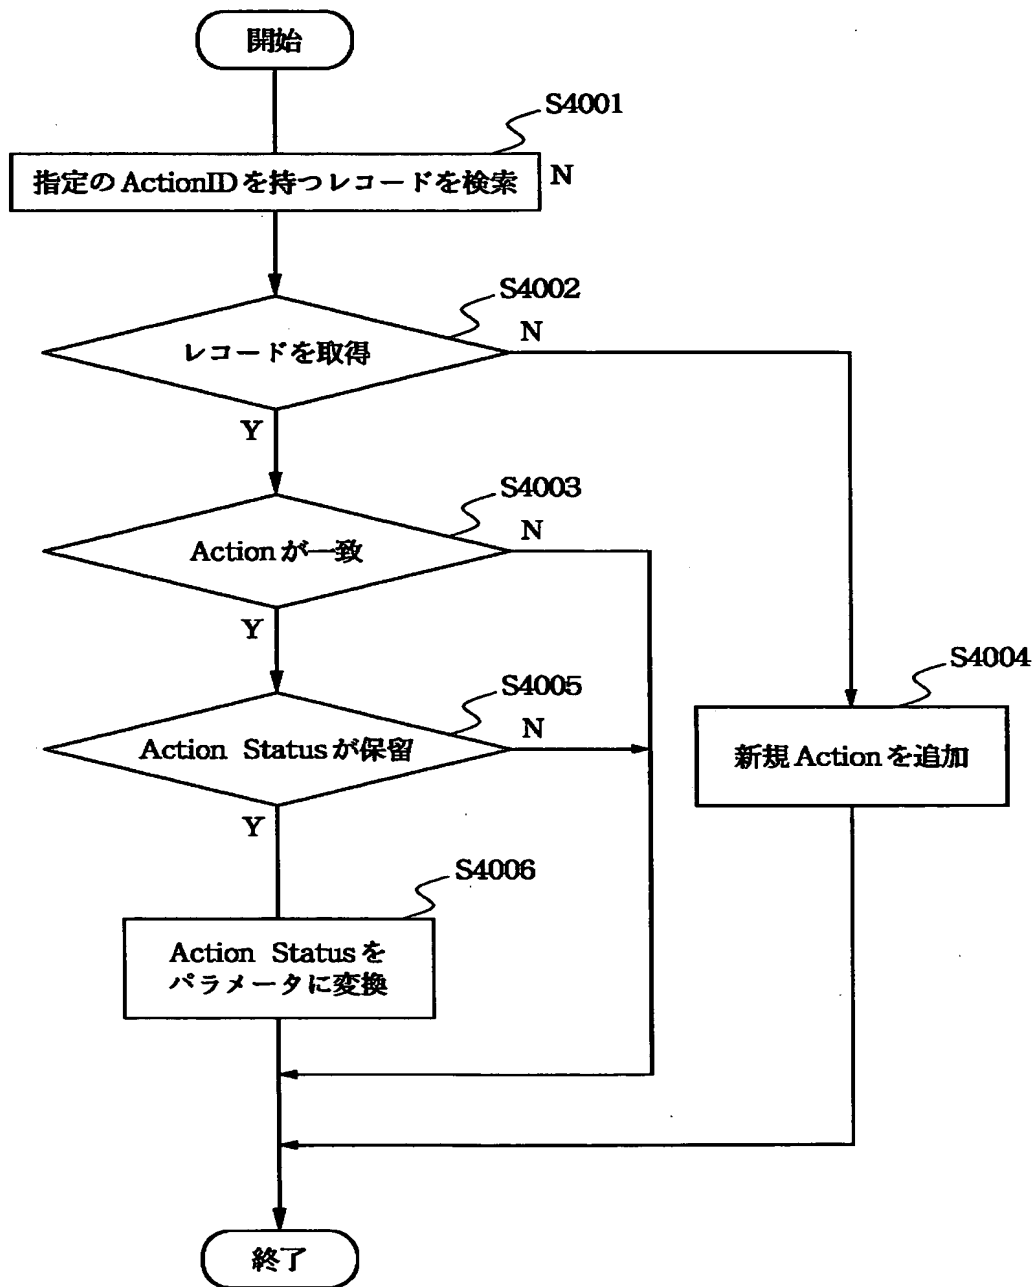 開始
S4001
指定のActionIDを持つレコードを検索
N
S4002
レコードを取得
N
Y
S4003
Actionが一致
N
Y
S4004
S4005
Action Statusが保留
N
新規Actionを追加
Y
S4006
Action Statusを
パラメータに変換
終了